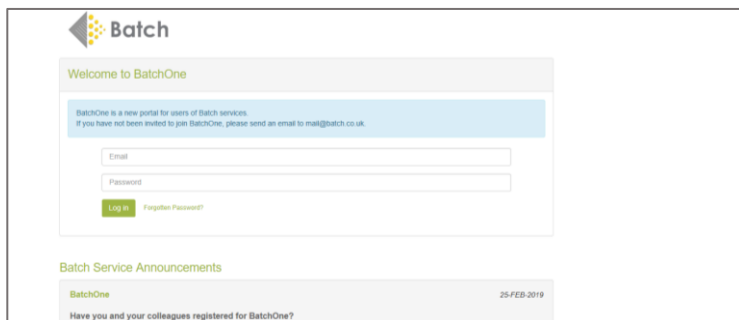 Batch
Welcome to BatchOne
BatchOne is a new portal for users of Batch services.
If you have not been invited to join BatchOne, please send an email to mail@batch.co.uk.
Email
Password
Log in Forgotten Password?
Batch Service Announcements
BatchOne 25-FEB-2019
Have you and your colleagues registered for BatchOne?